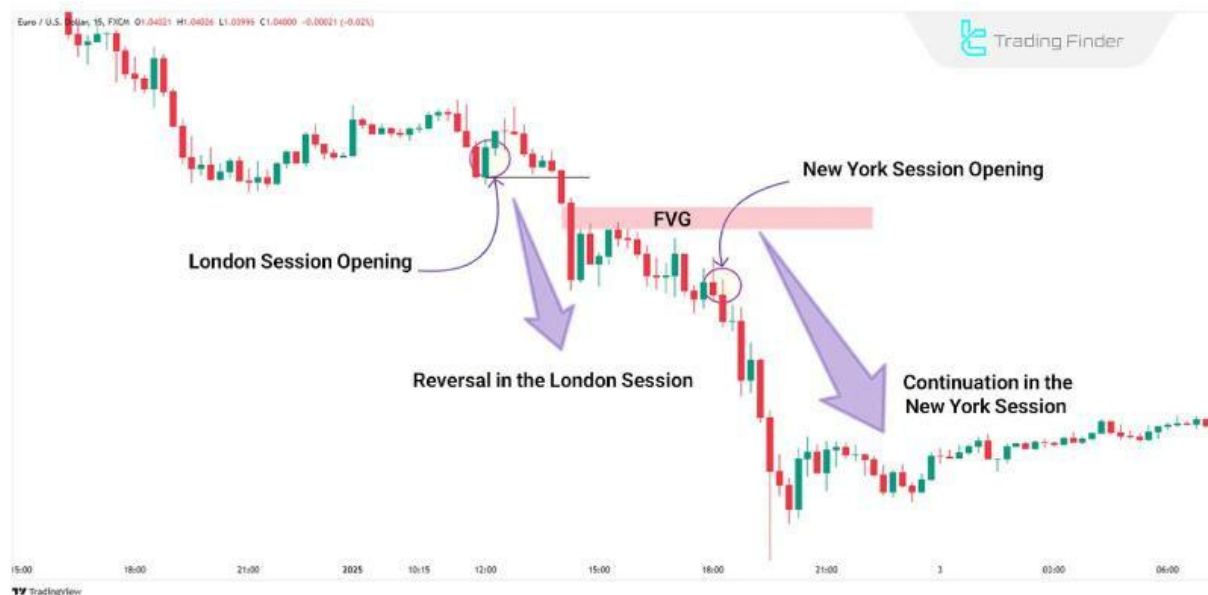 Euro / U.S. Dollar, 15, FXCM O1.04021 H1.04026 L1.03996 C1.04000 -0.00021 (-0.02%)
Trading Finder
New York Session Opening
FVG
London Session Opening
Reversal in the London Session
Continuation in the
New York Session
15:00 18:00 21:00 2025 10:15 12:00 15:00 18:00 21:00 3 03:00 06:00
TradingView